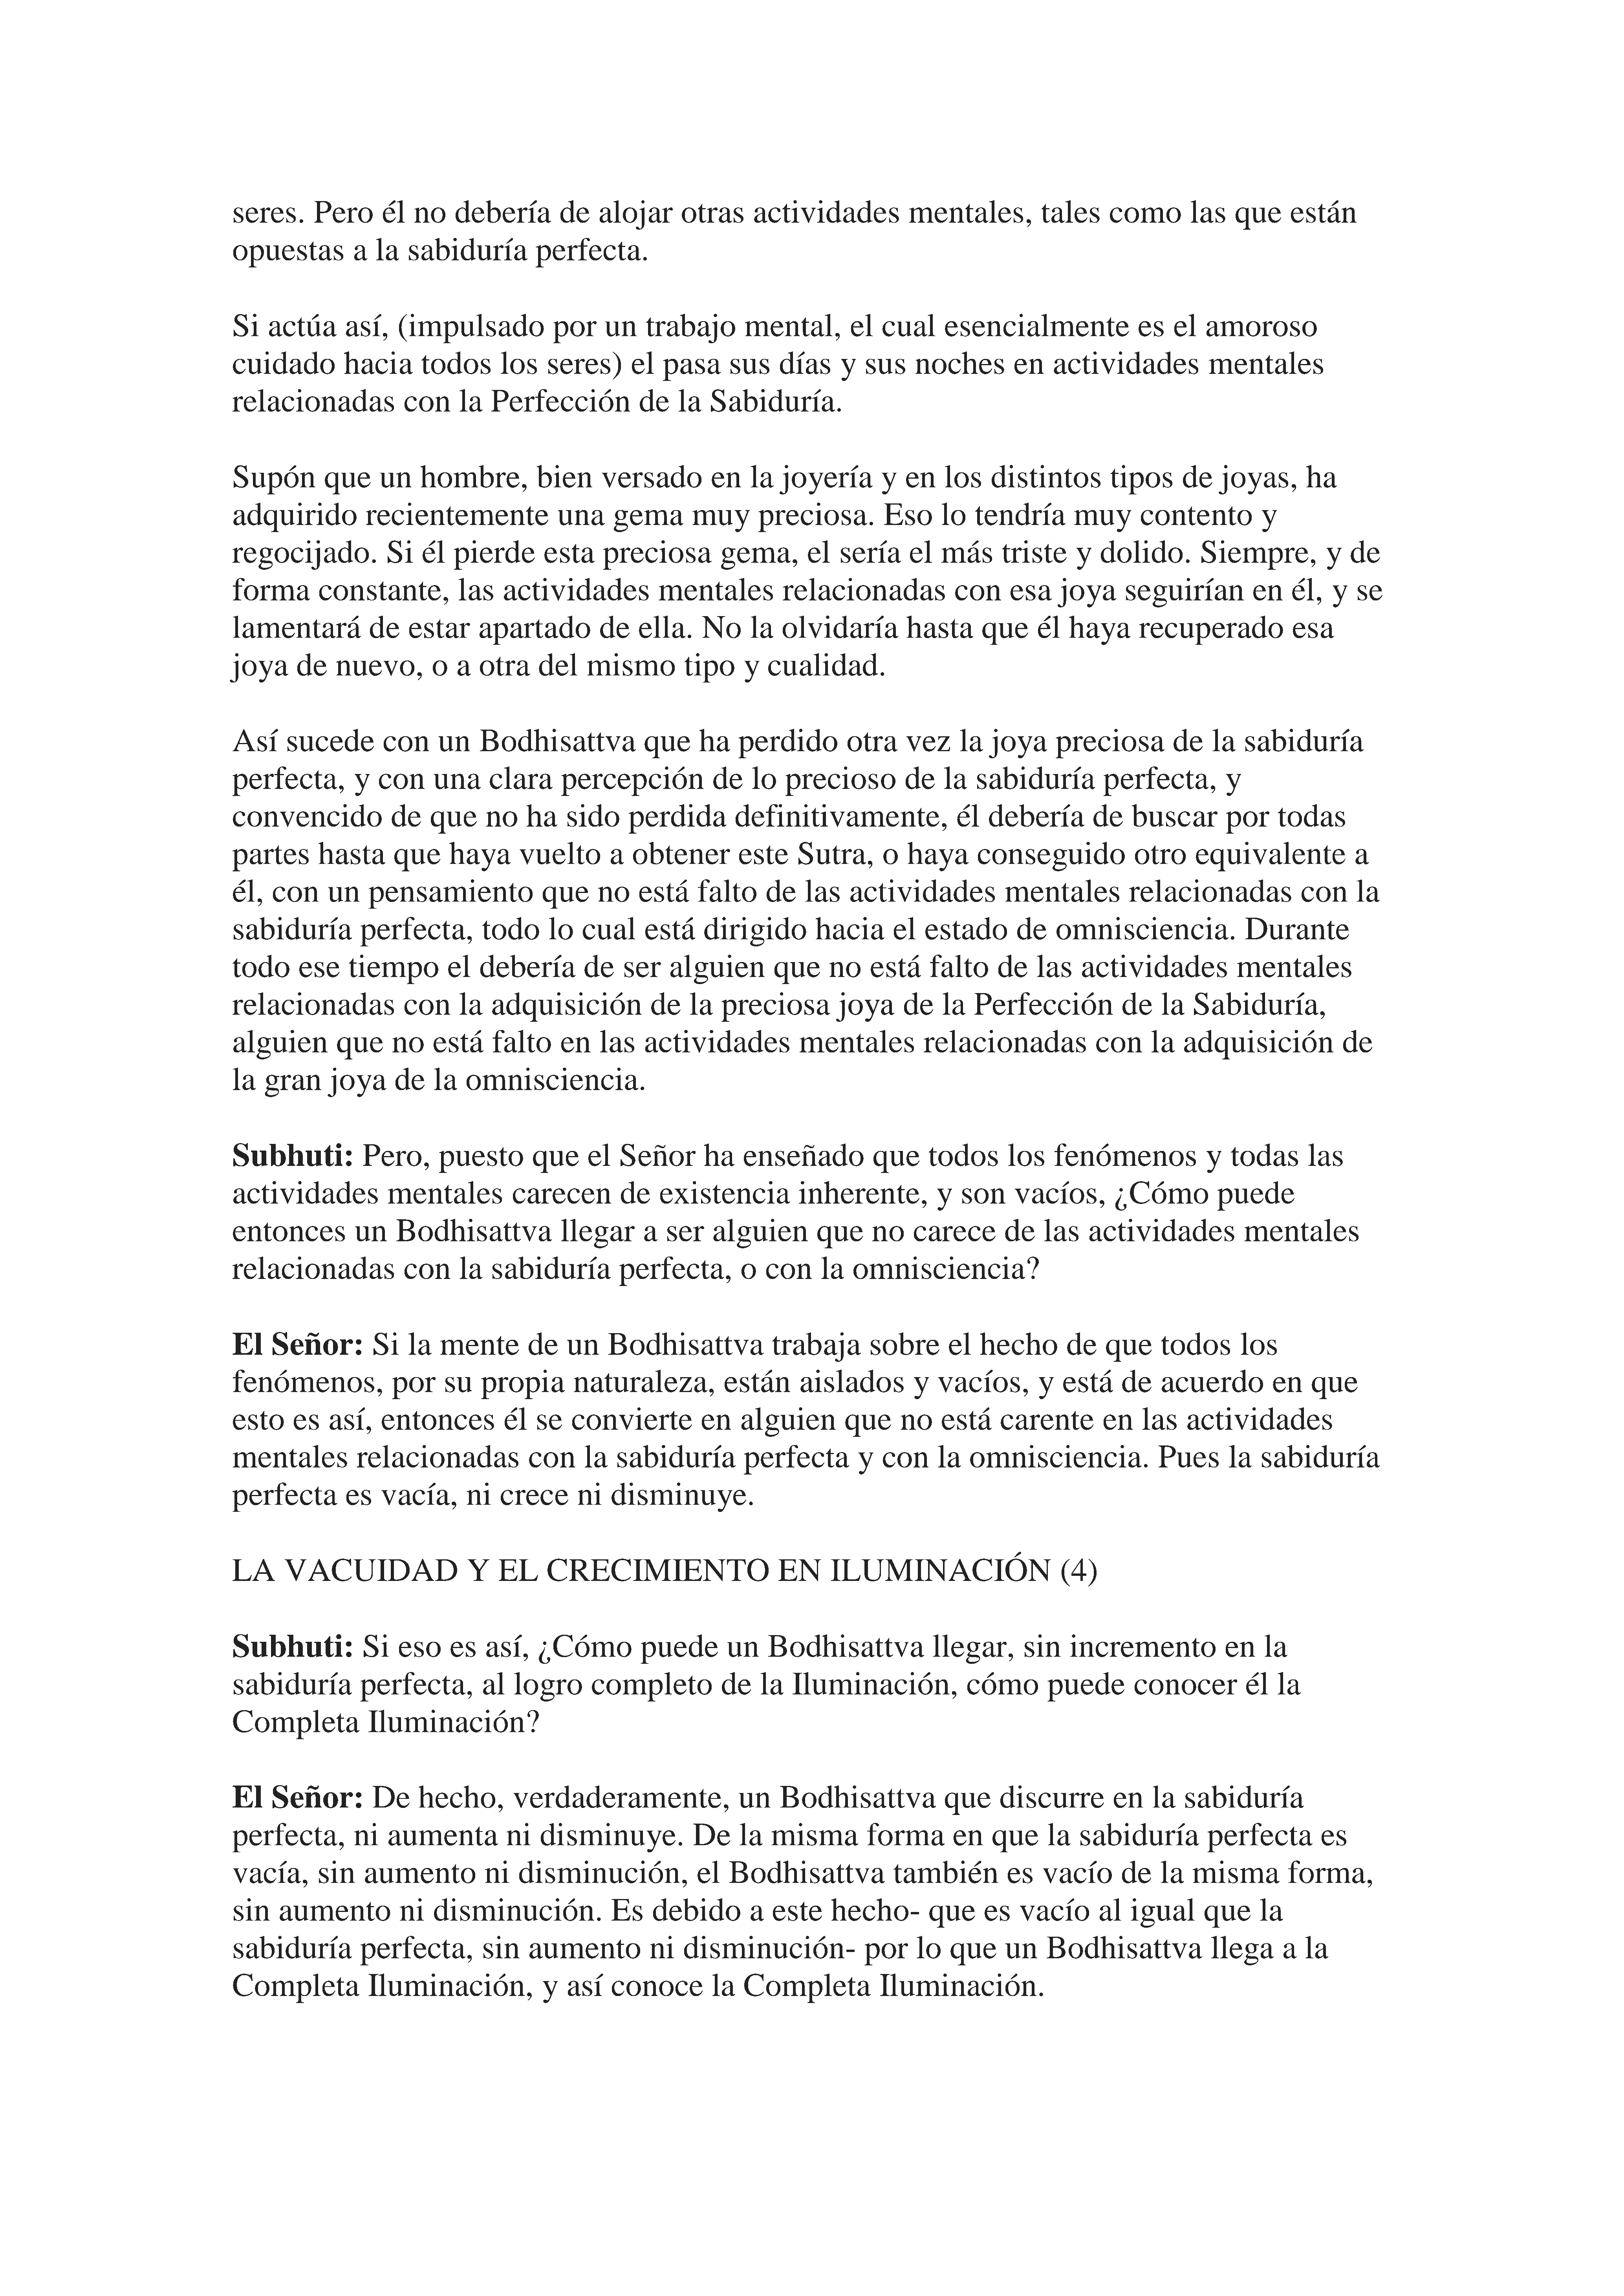 seres. Pero él no debería de alojar otras actividades mentales, tales como las que están
opuestas a la sabiduría perfecta.
Si actúa así, (impulsado por un trabajo mental, el cual esencialmente es el amoroso
cuidado hacia todos los seres) el pasa sus días y sus noches en actividades mentales
relacionadas con la Perfección de la Sabiduría.
Supón que un hombre, bien versado en la joyería y en los distintos tipos de joyas, ha
adquirido recientemente una gema muy preciosa. Eso lo tendría muy contento y
regocijado. Si él pierde esta preciosa gema, el sería el más triste y dolido. Siempre, y de
forma constante, las actividades mentales relacionadas con esa joya seguirían en él, y se
lamentará de estar apartado de ella. No la olvidaría hasta que él haya recuperado esa
joya de nuevo, o a otra del mismo tipo y cualidad.
Así sucede con un Bodhisattva que ha perdido otra vez la joya preciosa de la sabiduría
perfecta, y con una clara percepción de lo precioso de la sabiduría perfecta, y
convencido de que no ha sido perdida definitivamente, él debería de buscar por todas
partes hasta que haya vuelto a obtener este Sutra, o haya conseguido otro equivalente a
él, con un pensamiento que no está falto de las actividades mentales relacionadas con la
sabiduría perfecta, todo lo cual está dirigido hacia el estado de omnisciencia. Durante
todo ese tiempo el debería de ser alguien que no está falto de las actividades mentales
relacionadas con la adquisición de la preciosa joya de la Perfección de la Sabiduría,
alguien que no está falto en las actividades mentales relacionadas con la adquisición de
la gran joya de la omnisciencia.
Subhuti: Pero, puesto que el Señor ha enseñado que todos los fenómenos y todas las
actividades mentales carecen de existencia inherente, y son vacíos, ¿Cómo puede
entonces un Bodhisattva llegar a ser alguien que no carece de las actividades mentales
relacionadas con la sabiduría perfecta, o con la omnisciencia?
El Señor: Si la mente de un Bodhisattva trabaja sobre el hecho de que todos los
fenómenos, por su propia naturaleza, están aislados y vacíos, y está de acuerdo en que
esto es así, entonces él se convierte en alguien que no está carente en las actividades
mentales relacionadas con la sabiduría perfecta y con la omnisciencia. Pues la sabiduría
perfecta es vacía, ni crece ni disminuye.
LA VACUIDAD Y EL CRECIMIENTO EN ILUMINACIÓN (4)
Subhuti: Si eso es así, ¿Cómo puede un Bodhisattva llegar, sin incremento en la
sabiduría perfecta, al logro completo de la Iluminación, cómo puede conocer él la
Completa Iluminación?
El Señor: De hecho, verdaderamente, un Bodhisattva que discurre en la sabiduría
perfecta, ni aumenta ni disminuye. De la misma forma en que la sabiduría perfecta es
vacía, sin aumento ni disminución, el Bodhisattva también es vacío de la misma forma,
sin aumento ni disminución. Es debido a este hecho- que es vacío al igual que la
sabiduría perfecta, sin aumento ni disminución- por lo que un Bodhisattva llega a la
Completa Iluminación, y así conoce la Completa Iluminación.